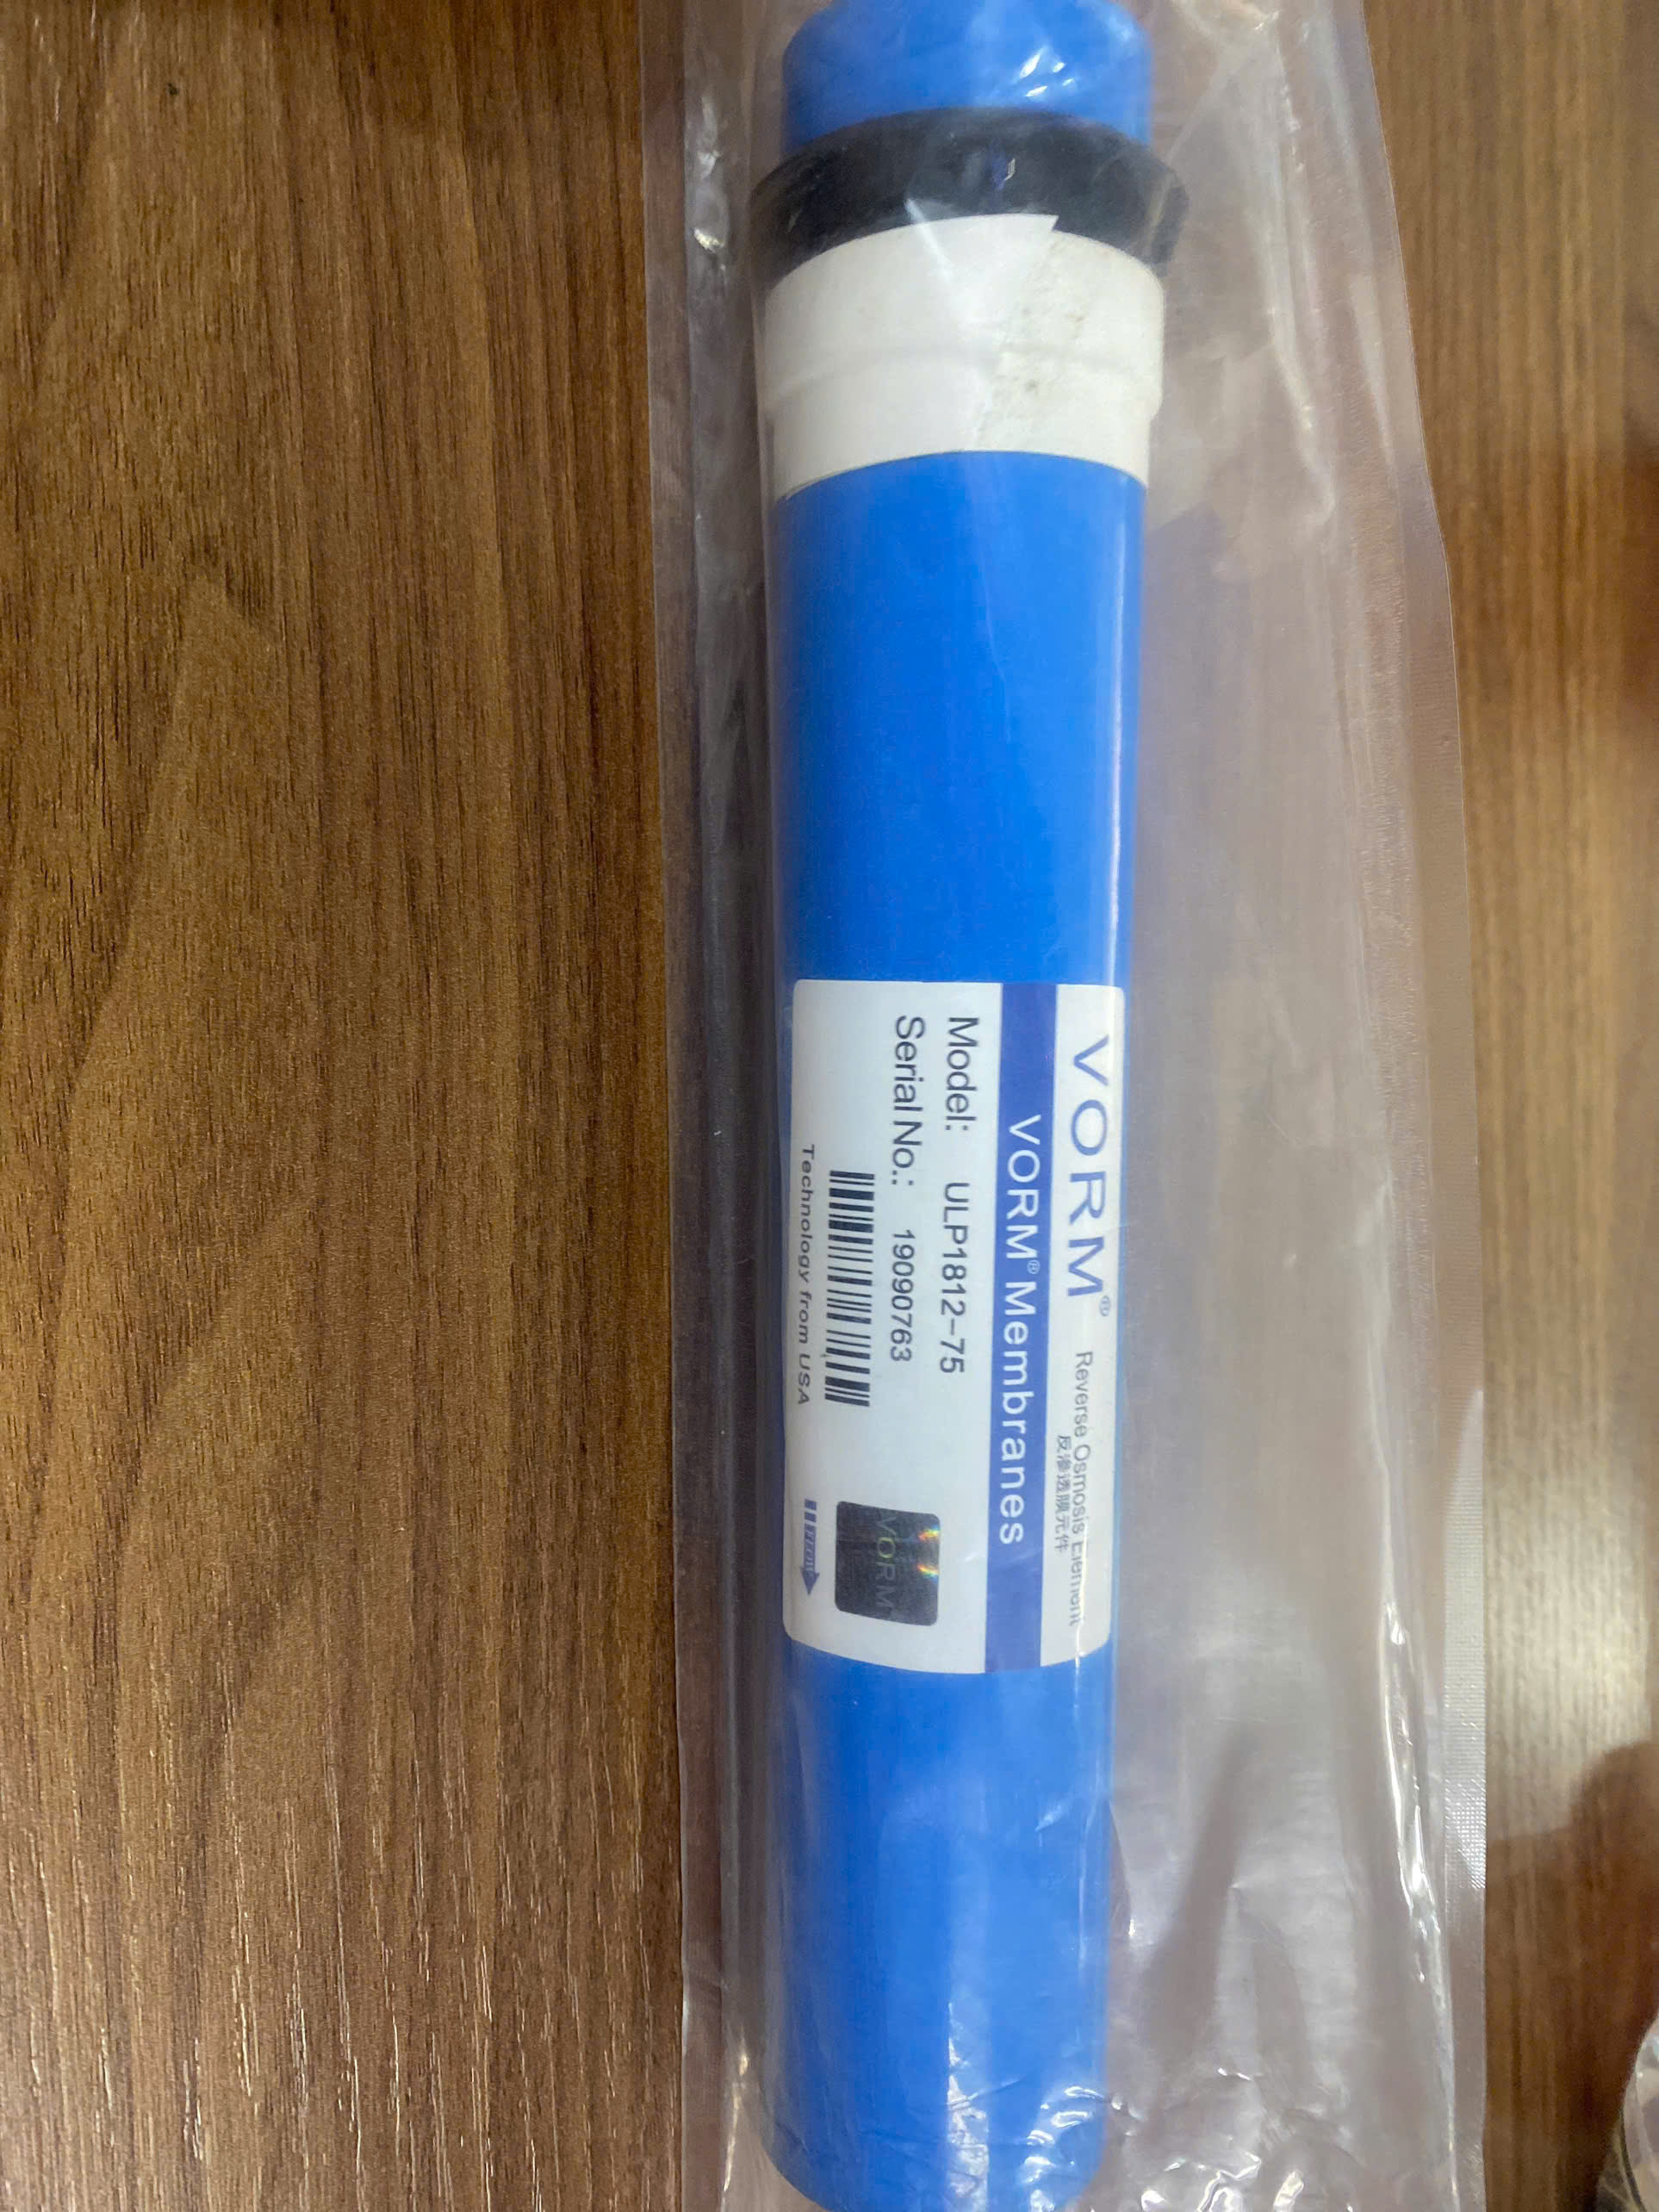 VORM®
Reverse Osmosis Element
反渗透膜元件
VORM® Membranes
Model: ULP1812-75
Serial No.: 19090763
Technology from USA
VORM